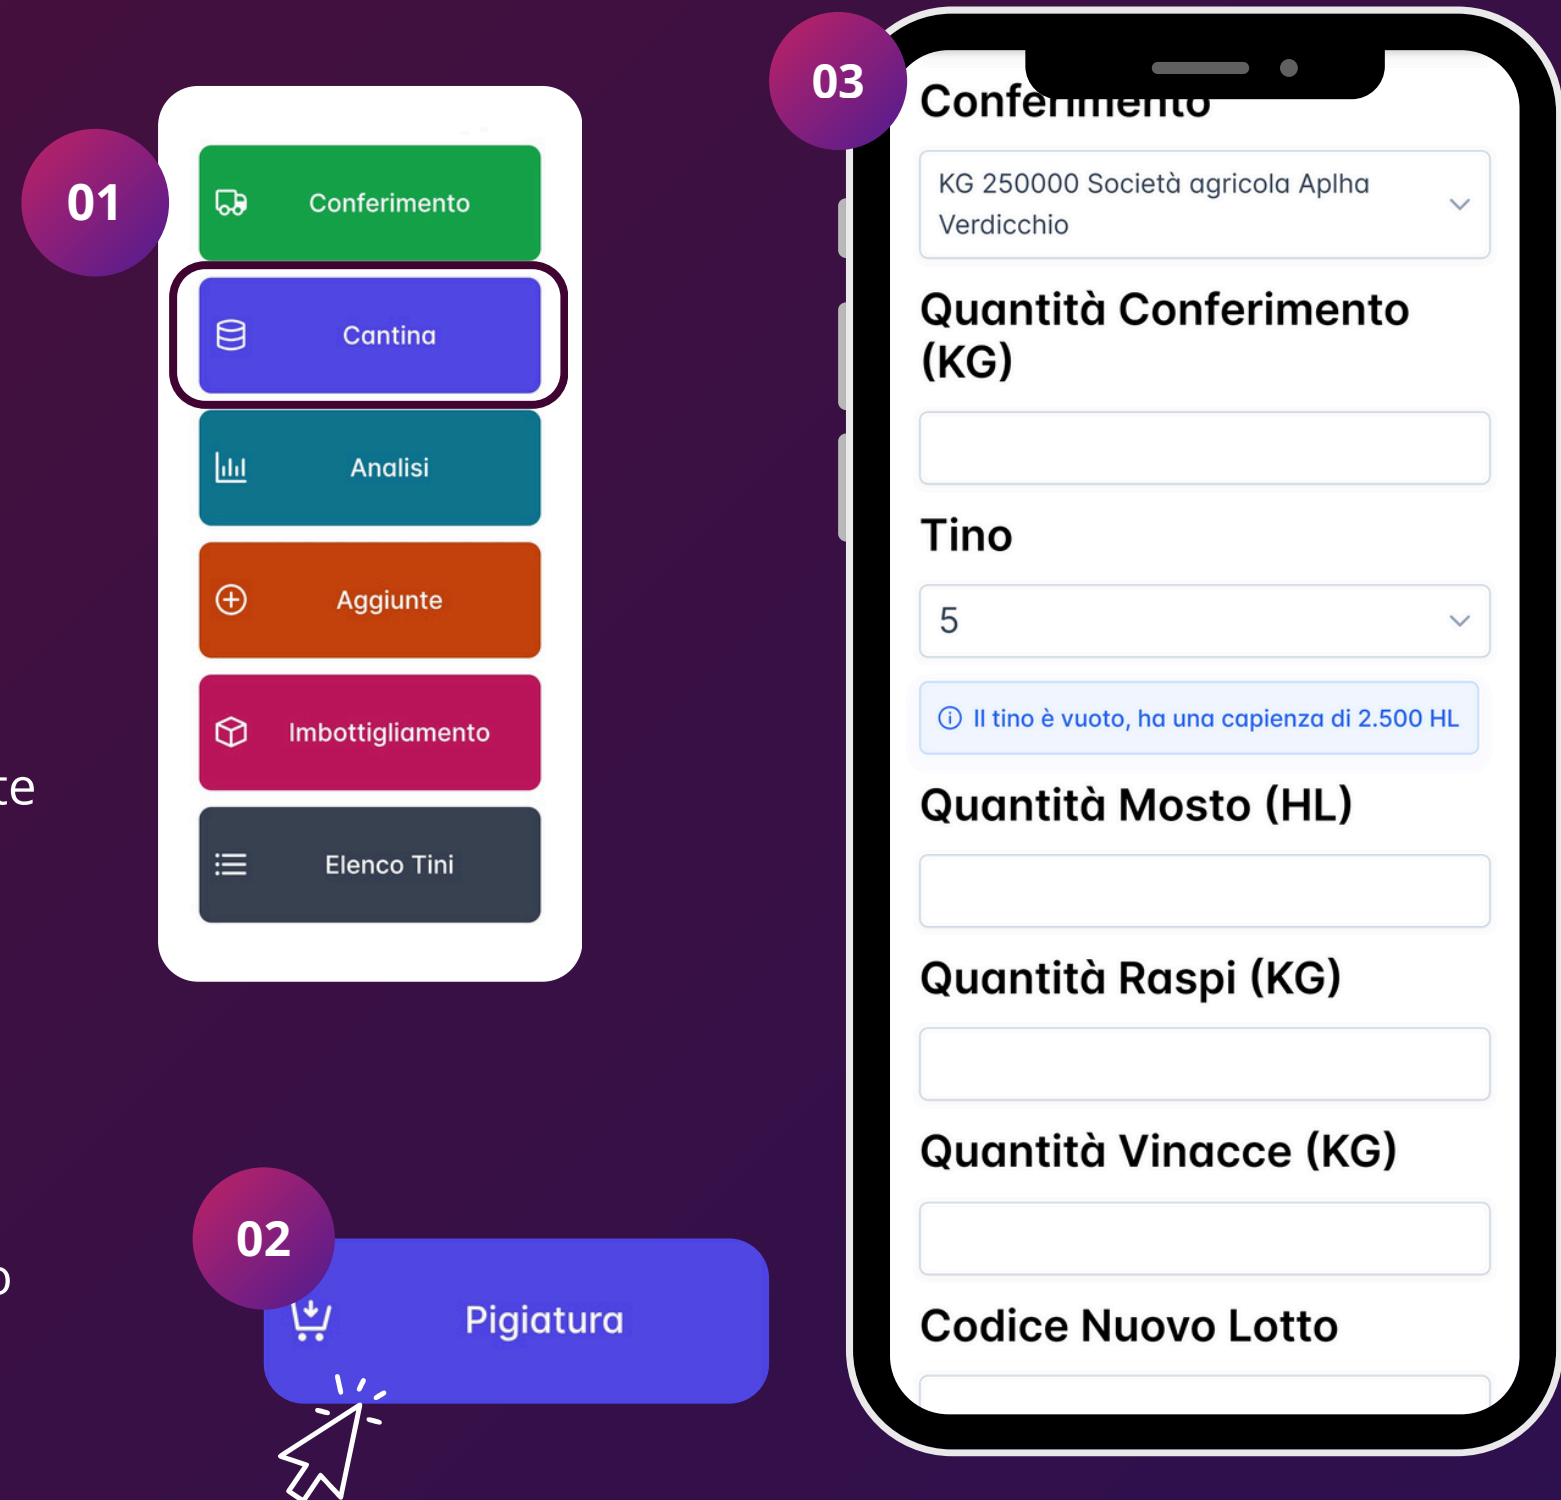 01
Conferimento
Cantina
Analisi
Aggiunte
Imbottigliamento
Elenco Tini
te
o
02
Pigiatura
03
Conferimento
KG 250000 Società agricola Aplha
Verdicchio
Quantità Conferimento
(KG)
Tino
5
Il tino è vuoto, ha una capienza di 2.500 HL
Quantità Mosto (HL)
Quantità Raspi (KG)
Quantità Vinacce (KG)
Codice Nuovo Lotto